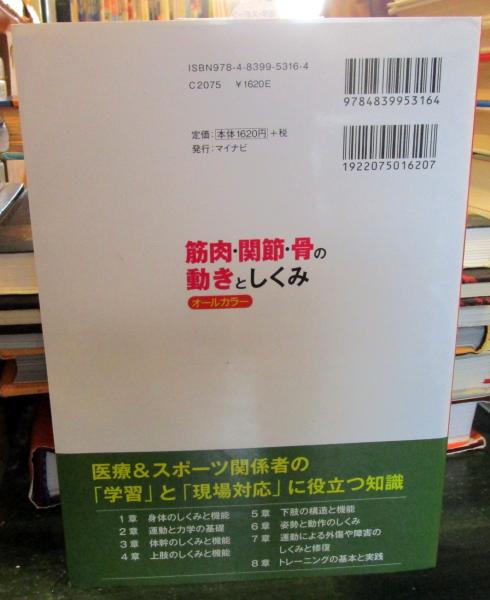 ISBN978-4-8399-5316-4
C2075 ¥1620E
9784839953164
定価:本体1620円+税
発行:マイナビ
1922075016207
筋肉・関節・骨の
動きとしくみ
オールカラー
医療&スポーツ関係者の
「学習」と「現場対応」に役立つ知識
1章 身体のしくみと機能
2章 運動と力学の基礎
3章 体幹のしくみと機能
4章 上肢のしくみと機能
5章 下肢の構造と機能
6章 姿勢と動作のしくみ
7章 運動による外傷や障害の
しくみと修復
8章 トレーニングの基本と実践